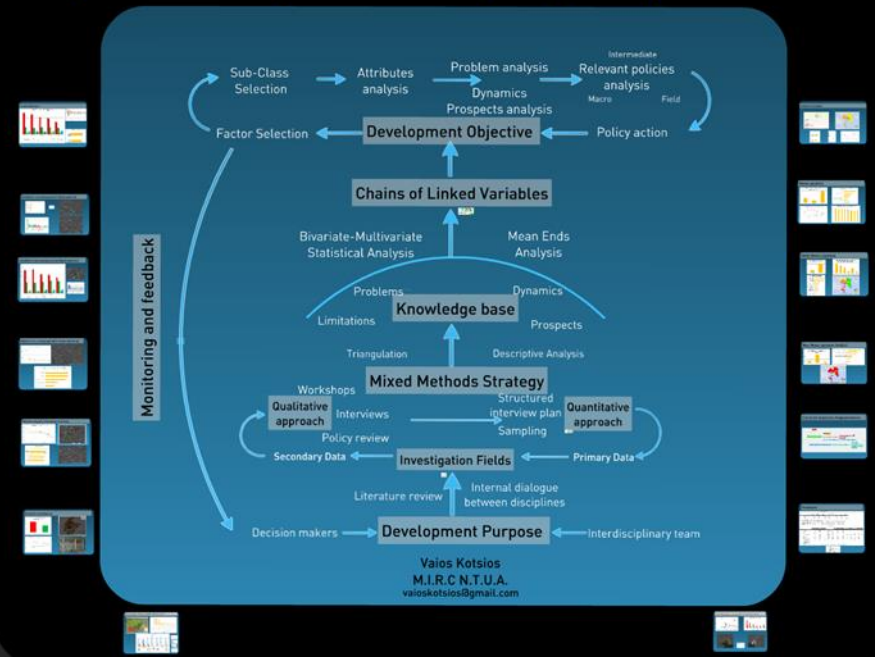 Intermediate
Sub-Class
Selection
Attributes
analysis
Problem analysis
Dynamics
Prospects analysis
Relevant policies
analysis
Macro
Field
Factor Selection
Development Objective
Policy action
Chains of Linked Variables
Bivariate-Multivariate
Statistical Analysis
Mean Ends
Analysis
Monitoring and feedback
Problems
Dynamics
Limitations
Knowledge base
Prospects
Triangulation
Descriptive Analysis
Mixed Methods Strategy
Workshops
Qualitative
approach
Interviews
Structured
interview plan
Quantitative
approach
Policy review
Sampling
Secondary Data
Investigation Fields
Primary Data
Literature review
Internal dialogue
between disciplines
Decision makers
Development Purpose
Interdisciplinary team
Vaios Kotsios
M.I.R.C N.T.U.A.
vaioskotsios@gmail.com